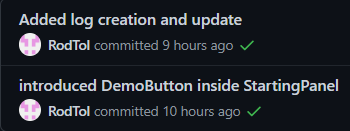 Added log creation and update
RodTol committed 9 hours ago
introduced DemoButton inside StartingPanel
RodTol committed 10 hours ago